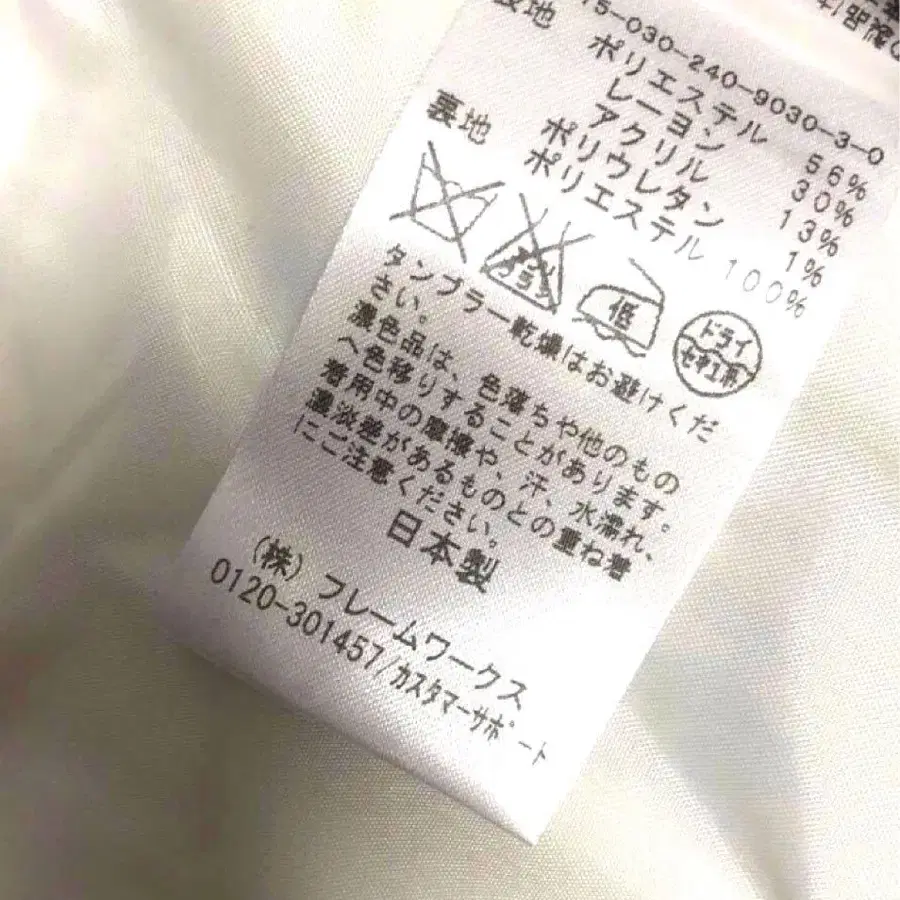 75-030-240-9030-3-0
表地 ポリエステル 56%
レーヨン 30%
アクリル 13%
ポリウレタン 1%
裏地 ポリエステル 100%
エンソ
サラシ
低
ドライ
セキユ系
タンブラー乾燥はお避けくだ
さい。
濃色品は、色落ちや他のもの
へ色移りすることがあります。
着用中の摩擦や、汗、水濡れ、
濃淡差があるものとの重ね着
にご注意ください。
日本製
(株)フレームワークス
0120-301457/カスタマーサポート